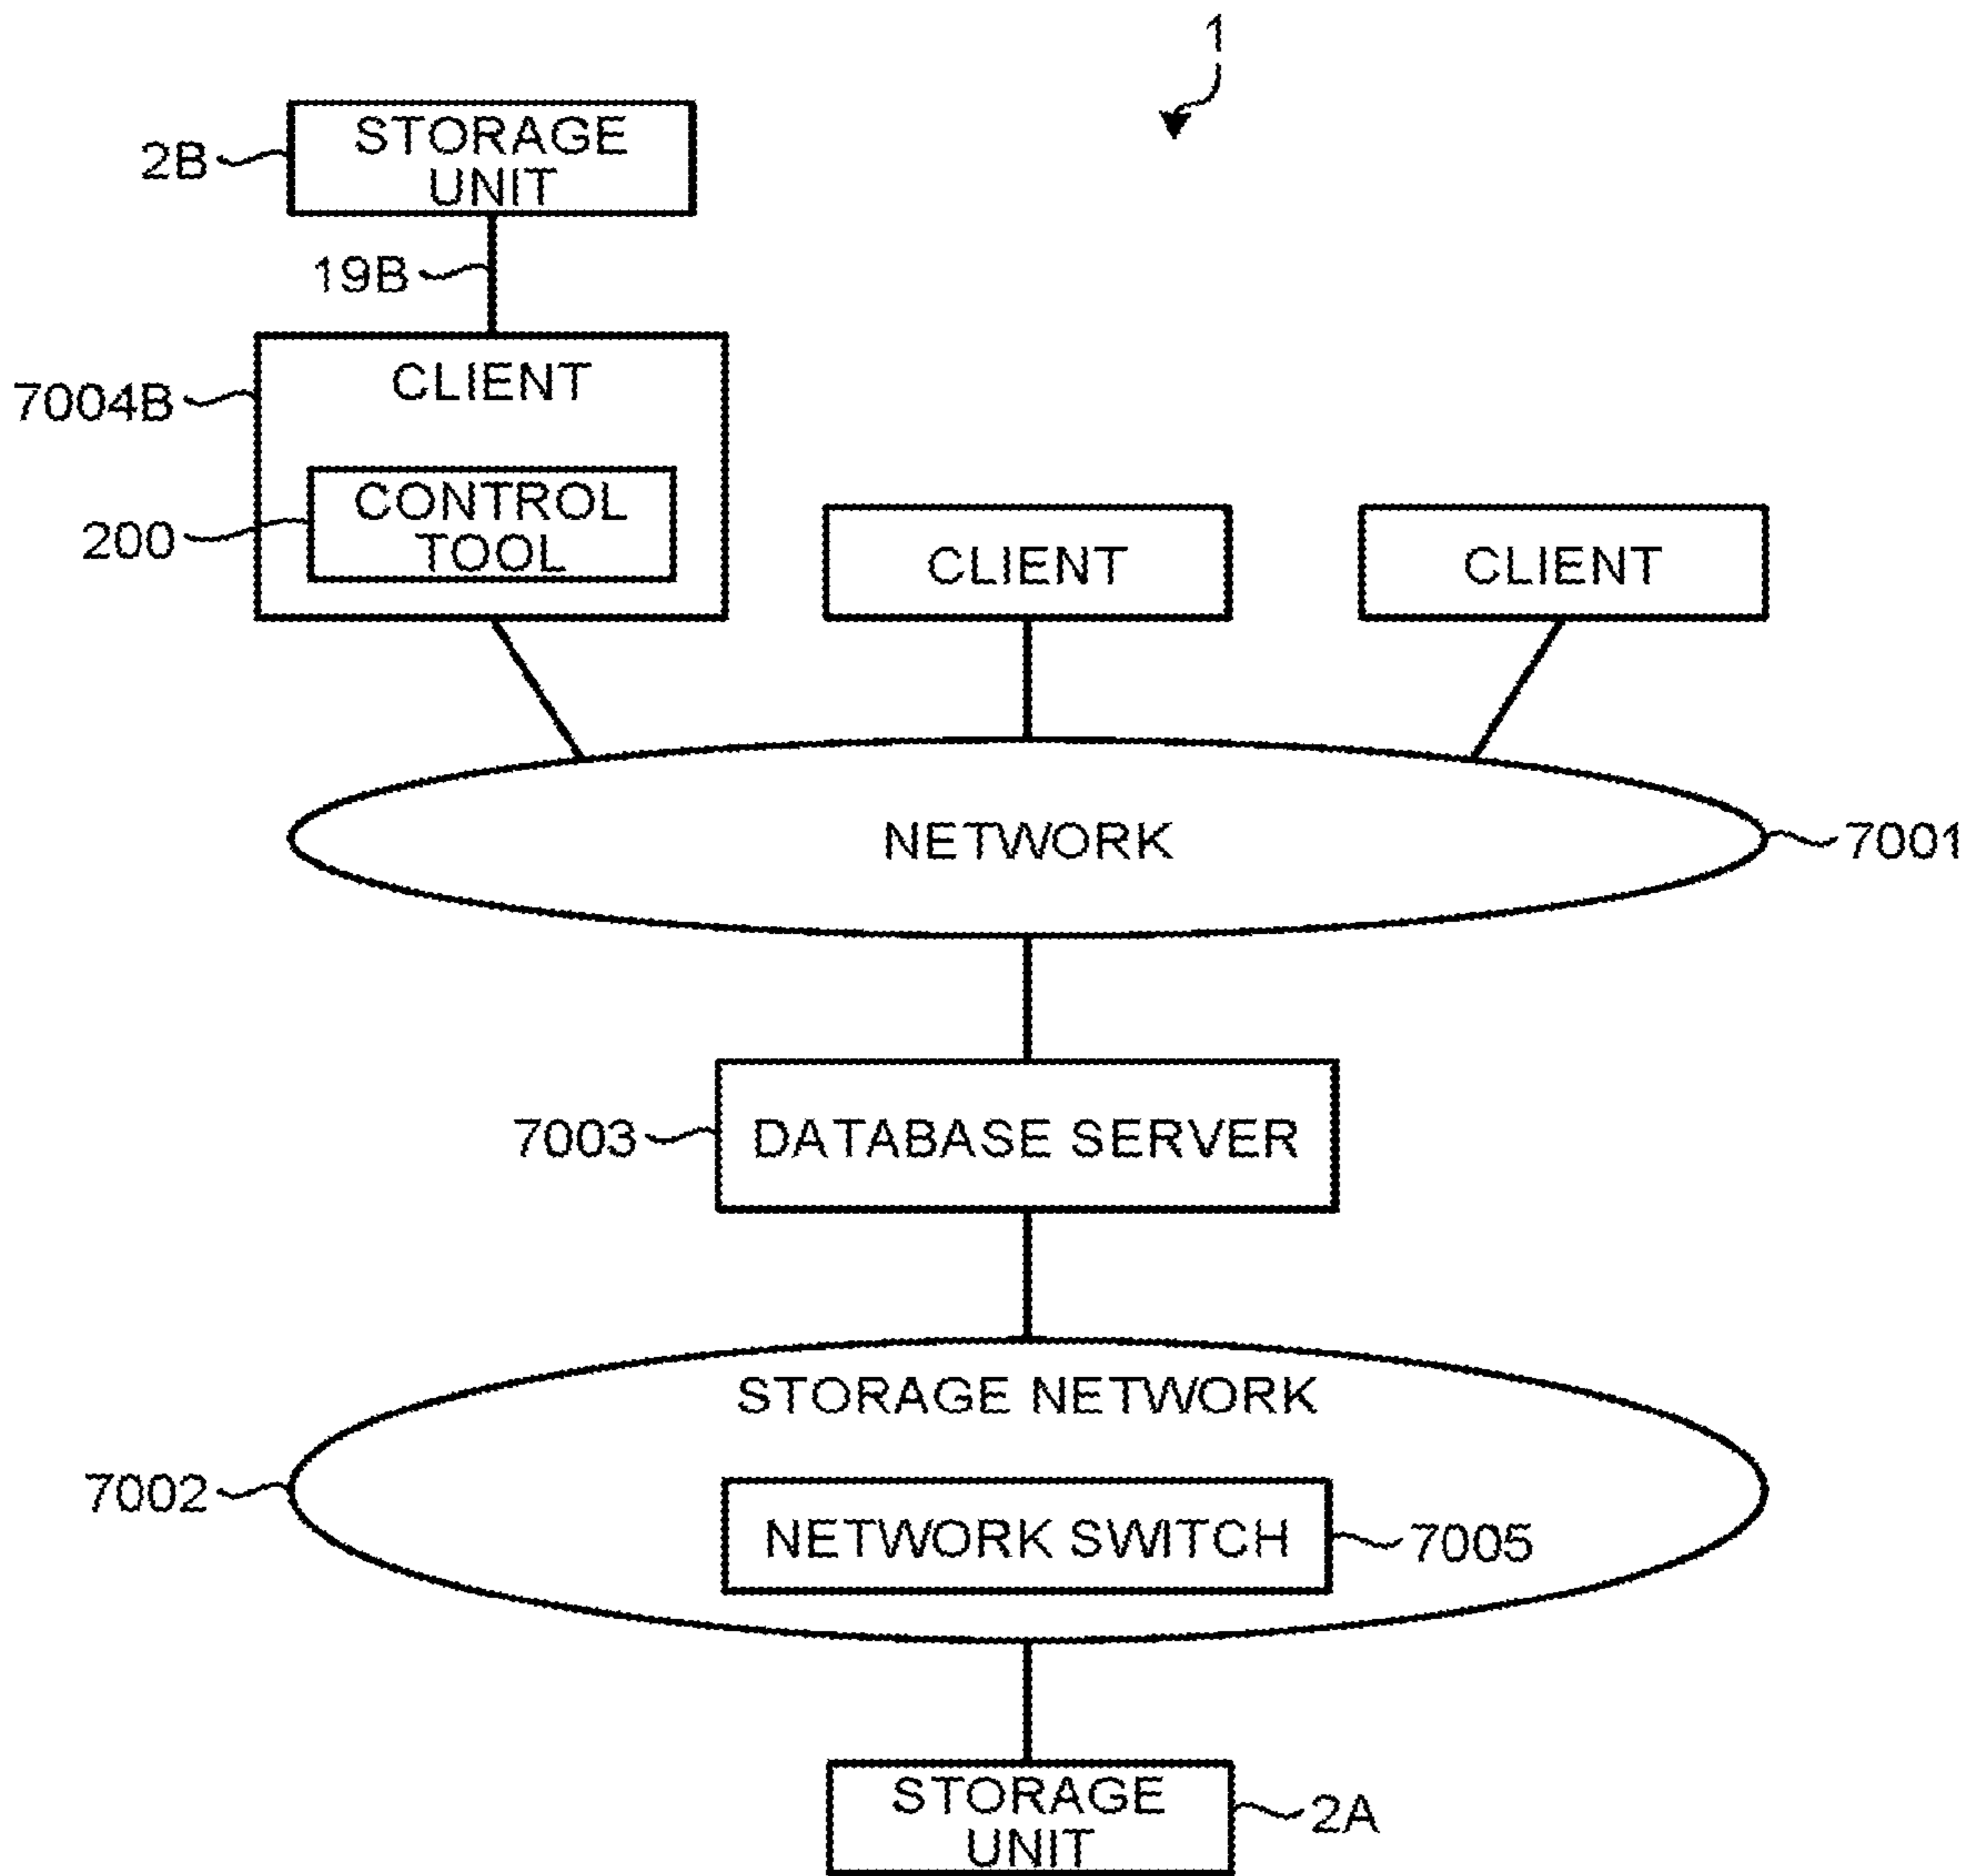 1
2B
STORAGE
UNIT
19B
7004B
CLIENT
200
CONTROL
TOOL
CLIENT
CLIENT
NETWORK
7001
7003
DATABASE SERVER
STORAGE NETWORK
7002
NETWORK SWITCH
7005
STORAGE
UNIT
2A